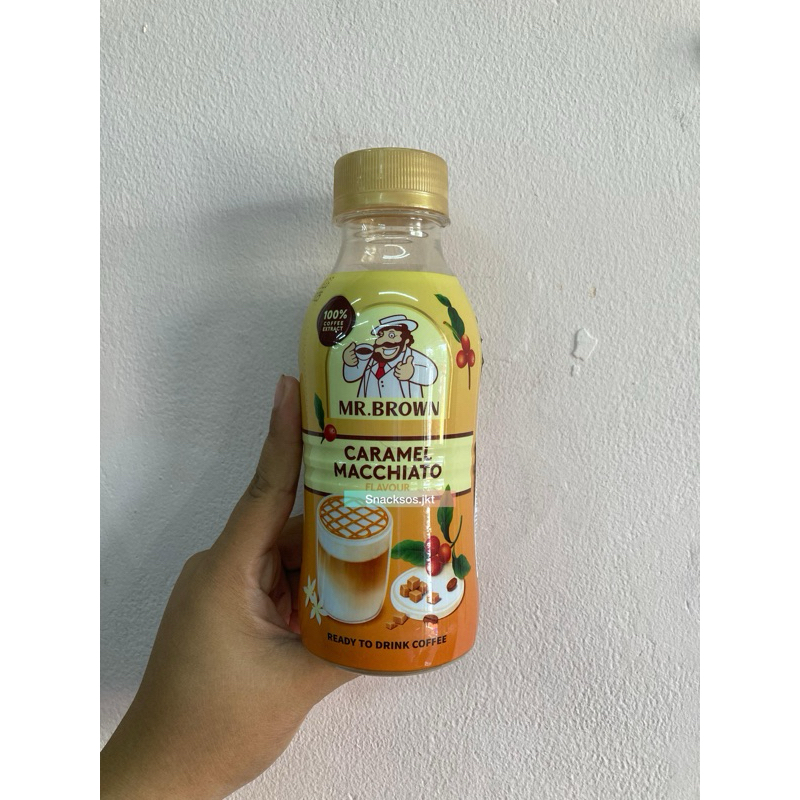 100%
COFFEE
EXTRACT
MR.BROWN
CARAMEL
MACCHIATO
FLAVOUR
Snacksos.jkt
READY TO DRINK COFFEE